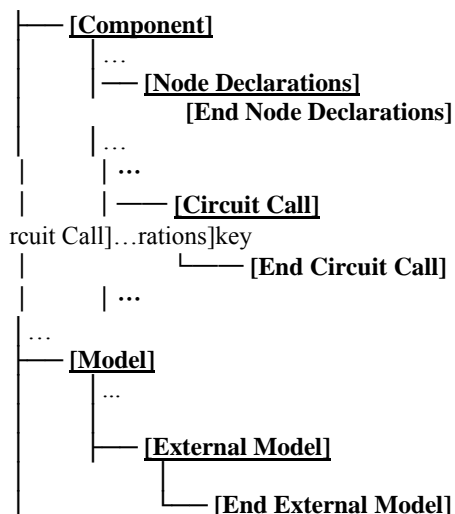 ├── [Component]
│ │ …
│ ├── [Node Declarations]
│ │ [End Node Declarations]
│ │ …
│ │ …
│ │ ── [Circuit Call]
rcuit Call]…rations]key
│ └── [End Circuit Call]
│ │ …
│ …
├── [Model]
│ │ ...
│ ├── [External Model]
│ │ │
│ └── [End External Model]